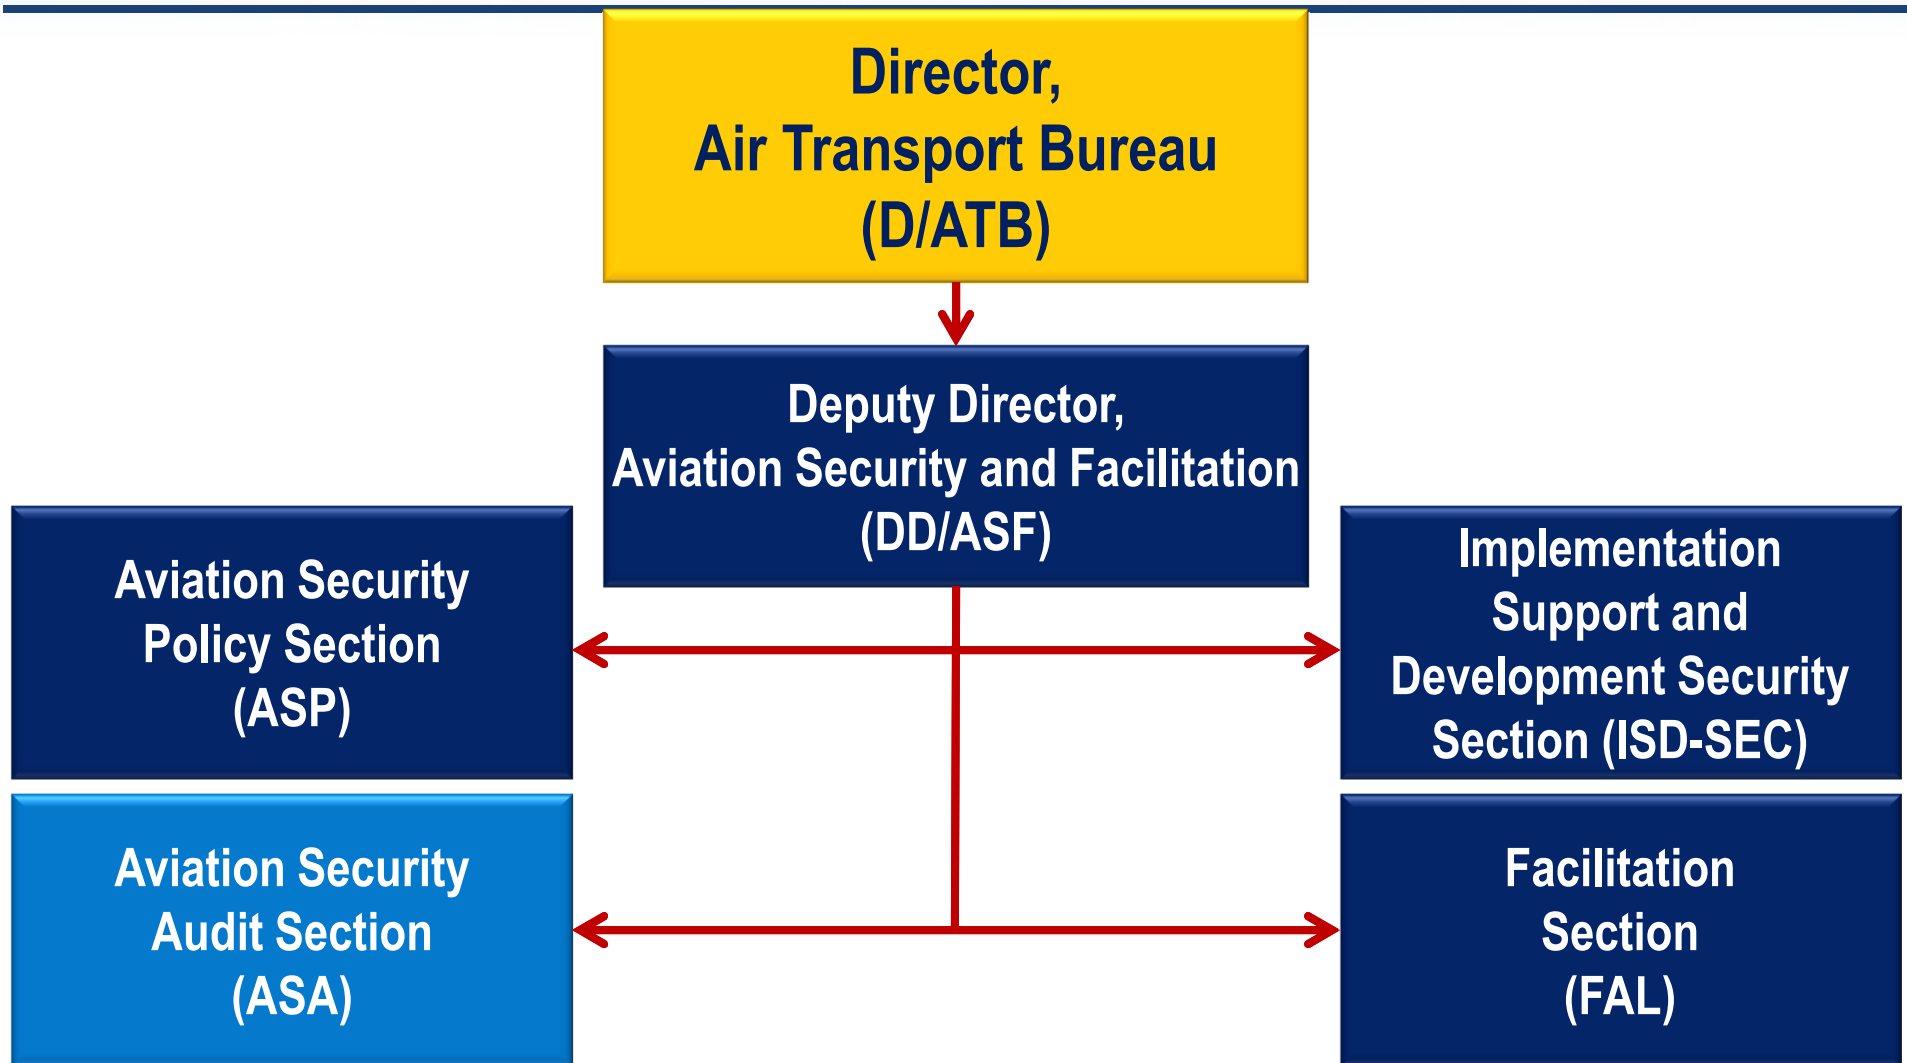 Director,
Air Transport Bureau
(D/ATB)
Deputy Director,
Aviation Security and Facilitation
(DD/ASF)
Aviation Security
Policy Section
(ASP)
Implementation
Support and
Development Security
Section (ISD-SEC)
Aviation Security
Audit Section
(ASA)
Facilitation
Section
(FAL)